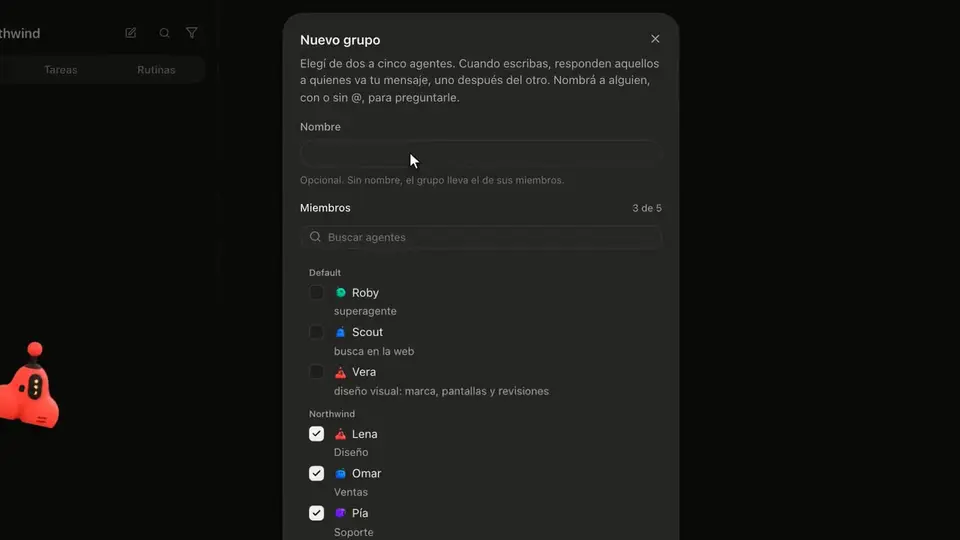 thwind
Tareas
Rutinas
Nuevo grupo
Elegí de dos a cinco agentes. Cuando escribas, responden aquellos
a quienes va tu mensaje, uno después del otro. Nombrá a alguien,
con o sin @, para preguntarle.
Nombre
Opcional. Sin nombre, el grupo lleva el de sus miembros.
Miembros
3 de 5
Buscar agentes
Default
Roby
superagente
Scout
busca en la web
Vera
diseño visual: marca, pantallas y revisiones
Northwind
Lena
Diseño
Omar
Ventas
Pía
Soporte